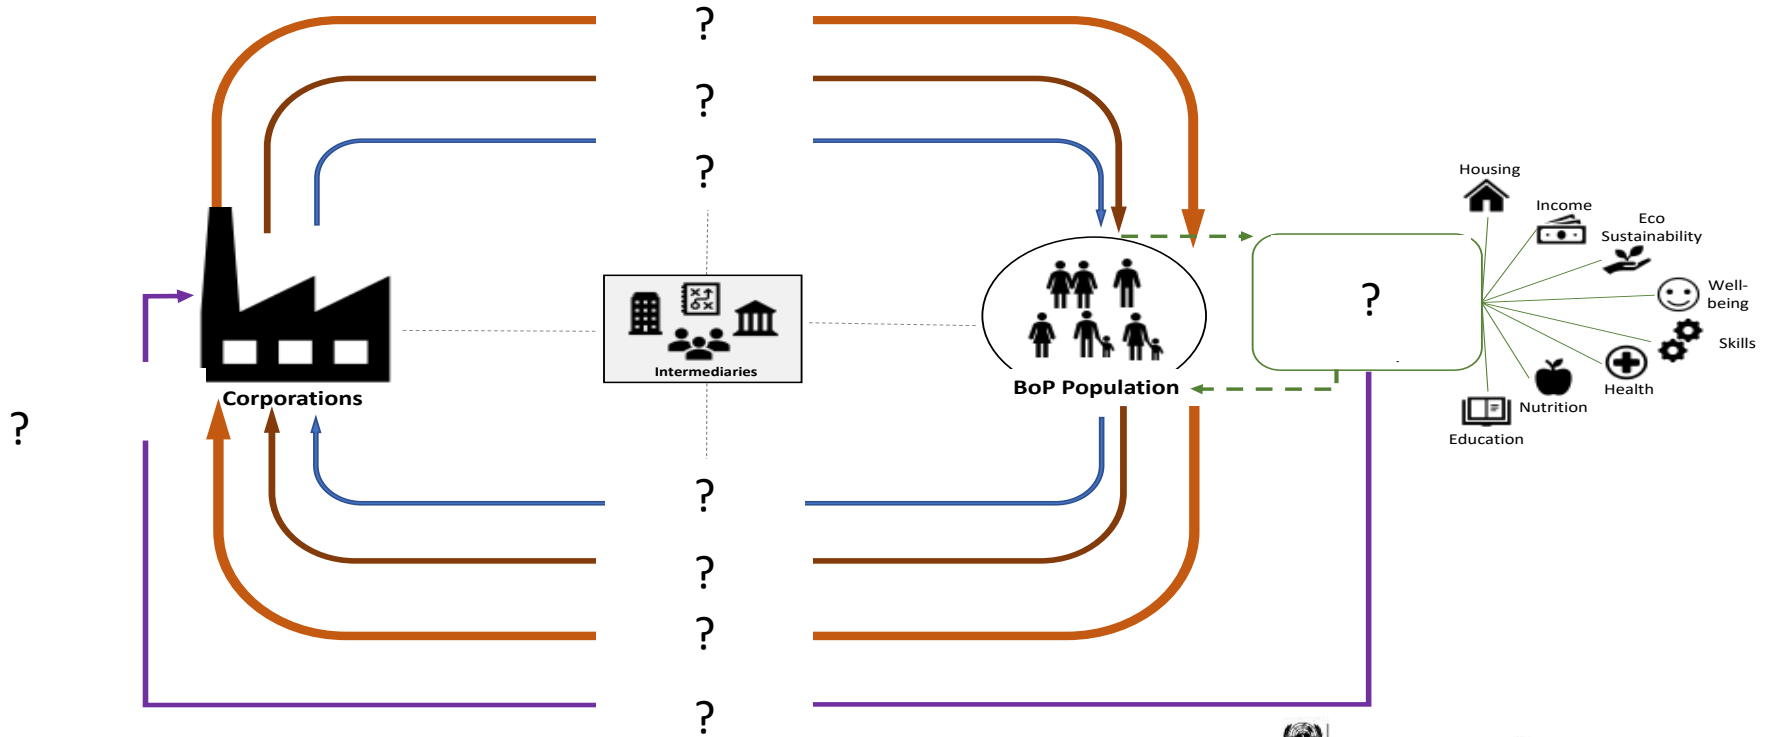 ?
?
?
Housing
Income
Eco
Sustainability
Well-
being
?
Intermediaries
Skills
BoP Population
Corporations
Health
Nutrition
Education
?
?
?
?
?